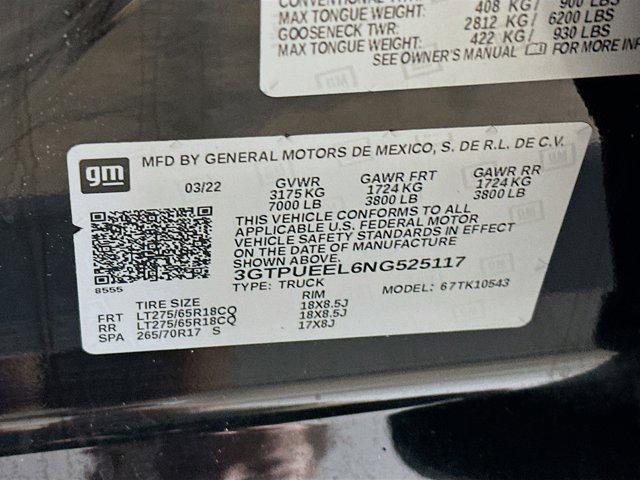 CONVENTIONAL TWR:
MAX TONGUE WEIGHT: 408 KG/ 900 LBS
GOOSENECK TWR: 2812 KG/ 6200 LBS
MAX TONGUE WEIGHT: 422 KG/ 930 LBS
SEE OWNER'S MANUAL FOR MORE INF
gm
MFD BY GENERAL MOTORS DE MEXICO, S. DE R.L. DE C.V.
03/22 GVWR GAWR FRT GAWR RR
3175 KG 1724 KG 1724 KG
7000 LB 3800 LB 3800 LB
THIS VEHICLE CONFORMS TO ALL
APPLICABLE U.S. FEDERAL MOTOR
VEHICLE SAFETY STANDARDS IN EFFECT
ON THE DATE OF MANUFACTURE
SHOWN ABOVE.
3GTPUEEL6NG525117
8555
TYPE: TRUCK MODEL: 67TK10543
TIRE SIZE RIM
FRT LT275/65R18CQ 18X8.5J
RR LT275/65R18CQ 18X8.5J
SPA 265/70R17 S 17X8J